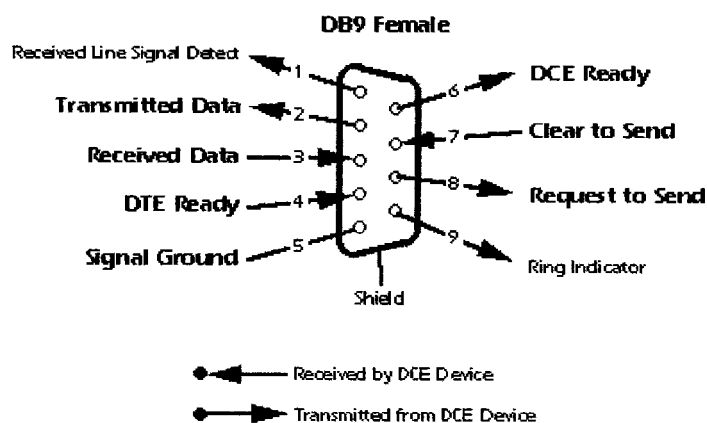 DB9 Female
Received Line Signal Detect
1
6
DCE Ready
Transmitted Data
2
7
Clear to Send
Received Data
3
8
Request to Send
DTE Ready
4
9
Ring Indicator
Signal Ground
5
Shield
Received by DCE Device
Transmitted from DCE Device